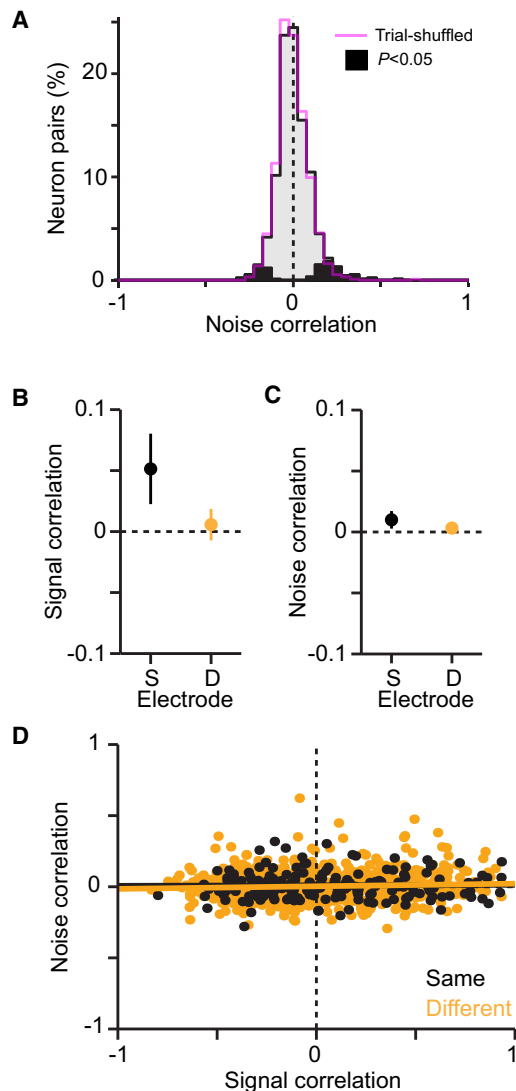 A
Trial-shuffled
P<0.05
Neuron pairs (%)
20
10
0
-1
0
1
Noise correlation
B
Signal correlation
0.1
0
-0.1
S
D
Electrode
C
Noise correlation
0.1
0
-0.1
S
D
Electrode
D
Noise correlation
1
0
-1
Same
Different
-1
0
1
Signal correlation